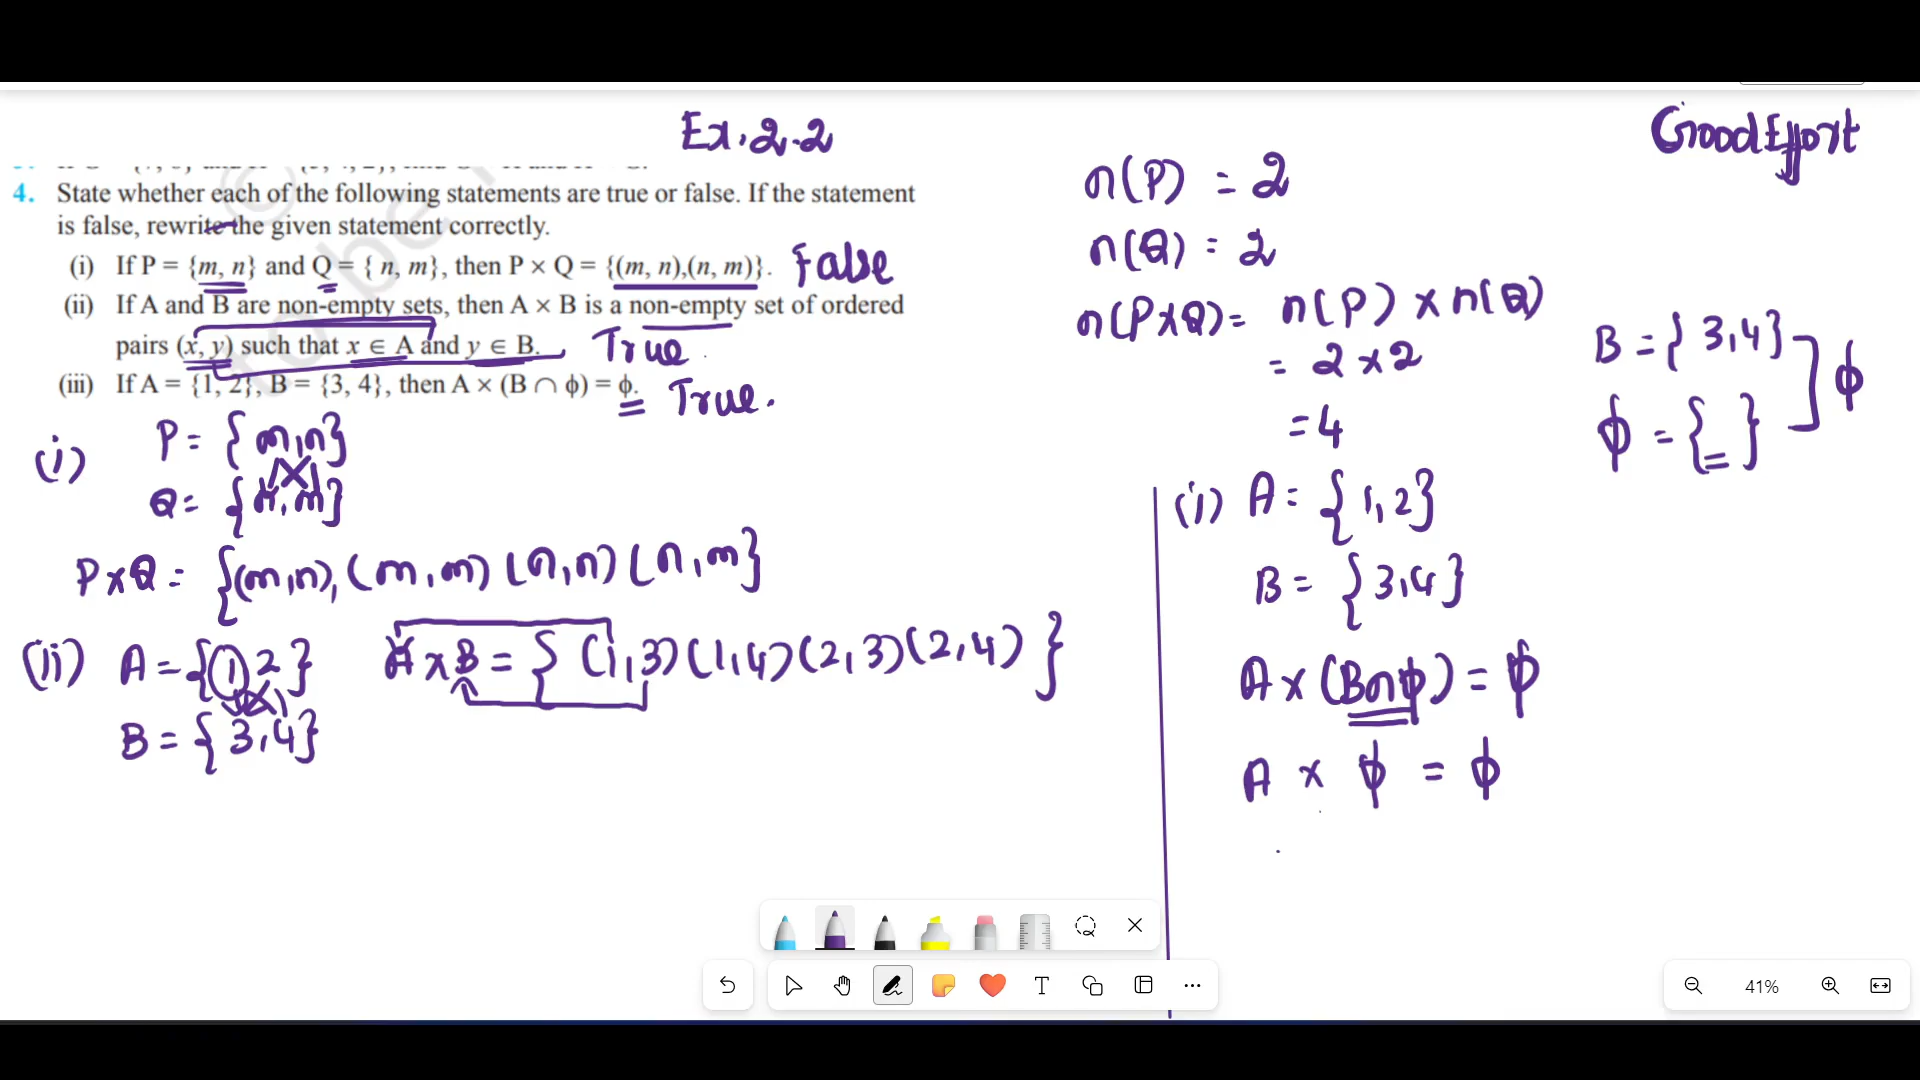 Ex. 2.2
Good Effort
4. State whether each of the following statements are true or false. If the statement
is false, rewrite the given statement correctly.
(i) If P = {m, n} and Q = { n, m}, then P × Q = {(m, n),(n, m)}. False
(ii) If A and B are non-empty sets, then A × B is a non-empty set of ordered
pairs (x, y) such that x ∈ A and y ∈ B. True
(iii) If A = {1, 2}, B = {3, 4}, then A × (B ∩ ϕ) = ϕ. True.
(i) P = {m,n}
Q = {n,m}
P×Q = {(m,n), (m,m) (n,n) (n,m}
(ii) A = {1 2}
B = {3,4}
A×B = { (1,3)(1,4)(2,3)(2,4) }
n(P) = 2
n(Q) = 2
n(P×Q) = n(P) × n(Q)
= 2 × 2
= 4
B = { 3,4}
ϕ = { }
ϕ
(i) A = {1,2}
B = {3,4}
A × (B∩ϕ) = ϕ
A × ϕ = ϕ
41%